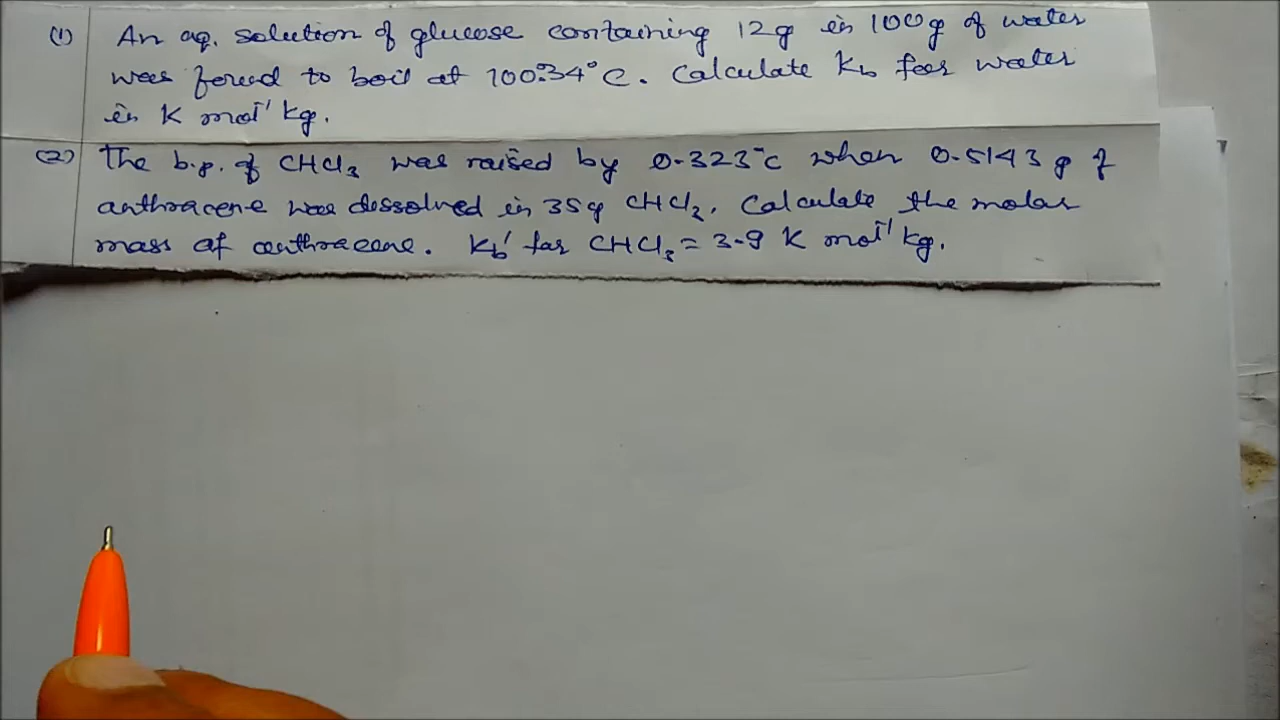 (1) An aq. solution of glucose containing 12g in 100g of water
was found to boil at 100.34°C. Calculate Kb for water
in K mol⁻¹ kg.
(2) The b.p. of CHCl₃ was raised by 0.323°C when 0.5143 g of
anthracene was dissolved in 35g CHCl₂. Calculate the molar
mass of anthracene. Kb' for CHCl₃ = 3.9 K mol⁻¹ kg.